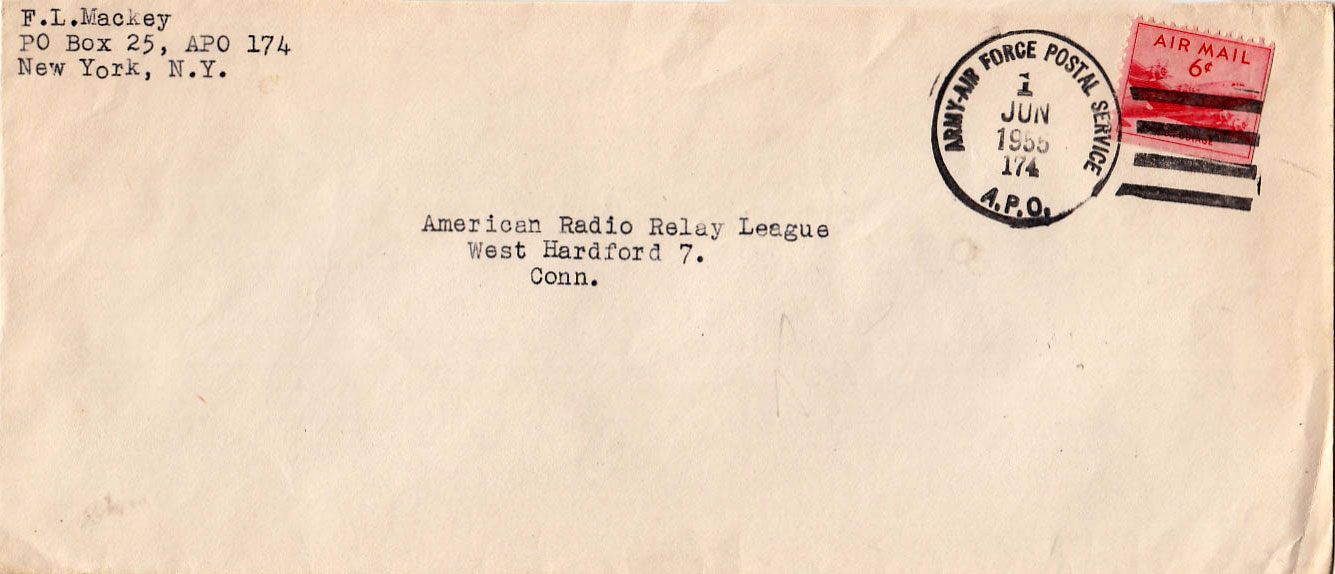 F.L.Mackey
PO Box 25, APO 174
New York, N.Y.
ARMY-AIR FORCE POSTAL SERVICE
1
JUN
1955
174
A.P.O.
AIR MAIL
6¢
American Radio Relay League
West Hardford 7.
Conn.